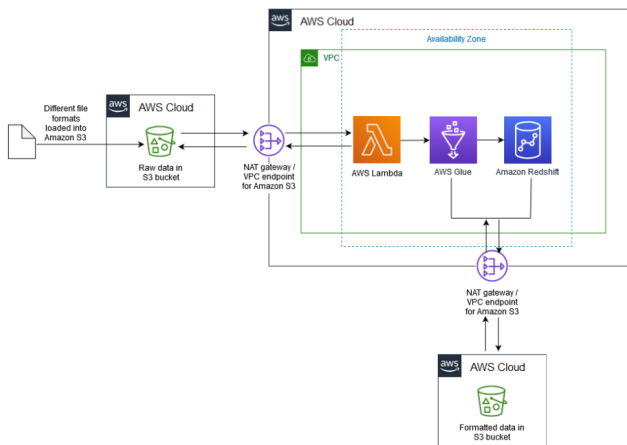 aws
AWS Cloud
Availability Zone
VPC
Different file
formats
loaded into
Amazon S3
aws
AWS Cloud
Raw data in
S3 bucket
NAT gateway /
VPC endpoint
for Amazon S3
AWS Lambda
AWS Glue
Amazon Redshift
NAT gateway /
VPC endpoint
for Amazon S3
aws
AWS Cloud
Formatted data in
S3 bucket